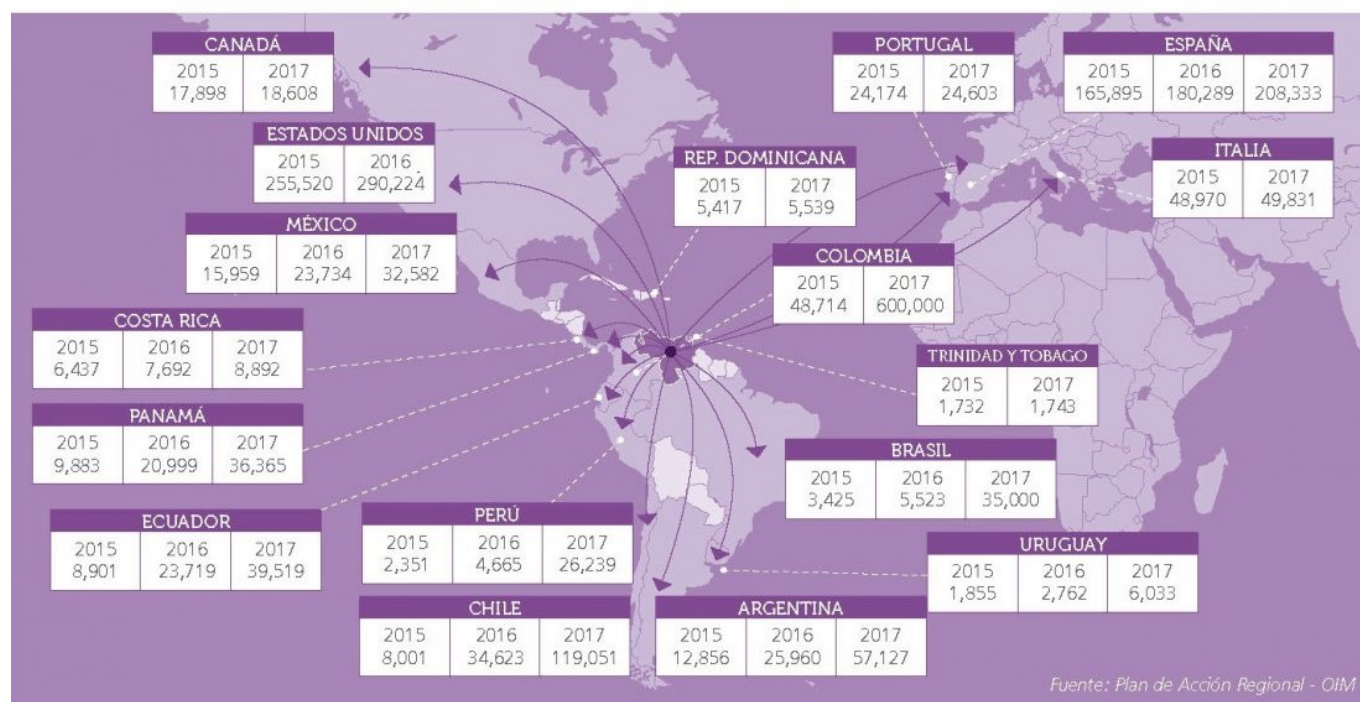 CANADÁ
2015 2017
17,898 18,608
ESTADOS UNIDOS
2015 2016
255,520 290,224
MÉXICO
2015 2016 2017
15,959 23,734 32,582
COSTA RICA
2015 2016 2017
6,437 7,692 8,892
PANAMÁ
2015 2016 2017
9,883 20,999 36,365
ECUADOR
2015 2016 2017
8,901 23,719 39,519
PERÚ
2015 2016 2017
2,351 4,665 26,239
CHILE
2015 2016 2017
8,001 34,623 119,051
ARGENTINA
2015 2016 2017
12,856 25,960 57,127
PORTUGAL
2015 2017
24,174 24,603
ESPAÑA
2015 2016 2017
165,895 180,289 208,333
ITALIA
2015 2017
48,970 49,831
REP. DOMINICANA
2015 2017
5,417 5,539
COLOMBIA
2015 2017
48,714 600,000
TRINIDAD Y TOBAGO
2015 2017
1,732 1,743
BRASIL
2015 2016 2017
3,425 5,523 35,000
URUGUAY
2015 2016 2017
1,855 2,762 6,033
Fuente: Plan de Acción Regional - OIM